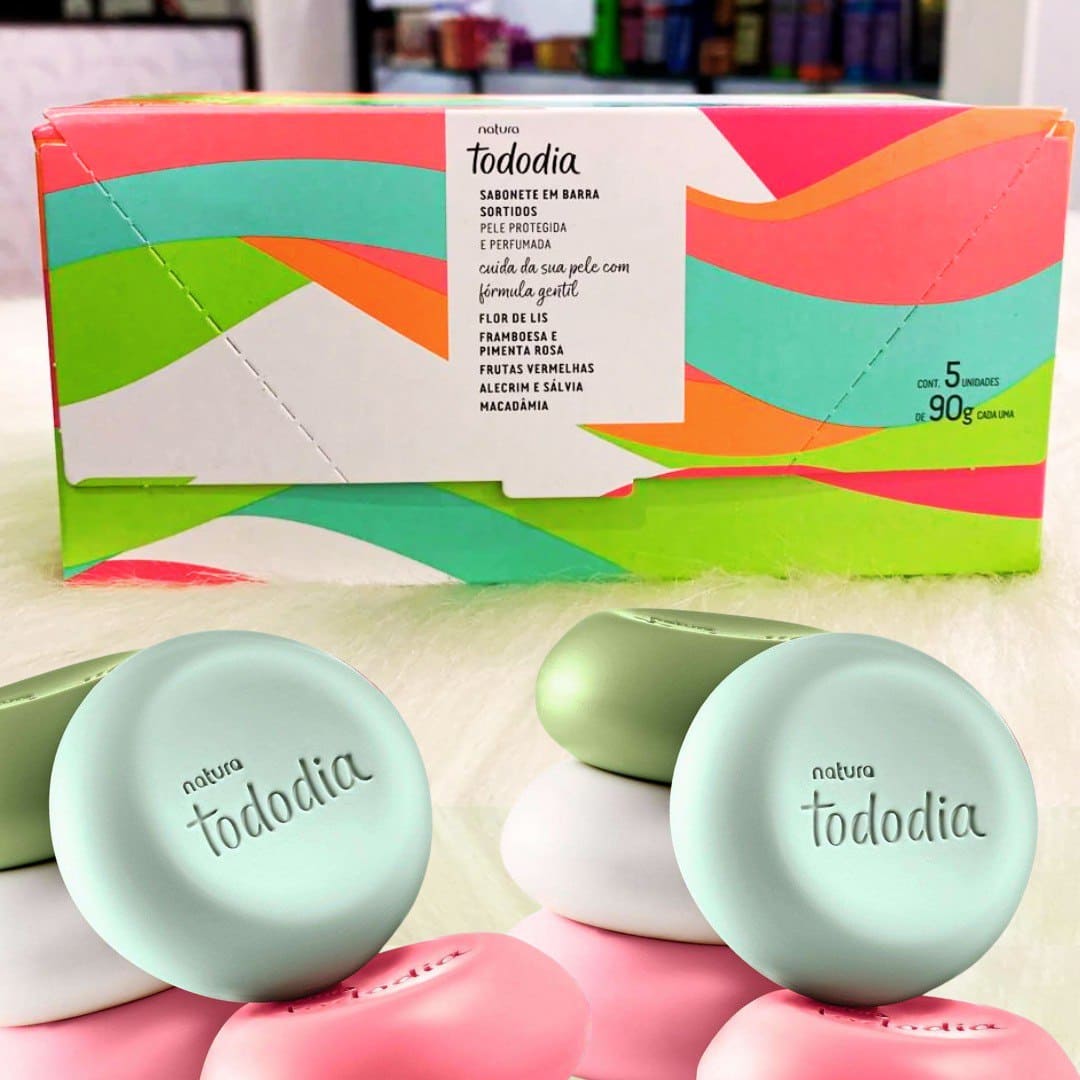 natura
tododia
SABONETE EM BARRA
SORTIDOS
PELE PROTEGIDA
E PERFUMADA
cuida da sua pele com
fórmula gentil
FLOR DE LIS
FRAMBOESA E
PIMENTA ROSA
FRUTAS VERMELHAS
ALECRIM E SÁLVIA
MACADÂMIA
CONT. 5 UNIDADES
DE 90g CADA UMA
natura
tododia
natura
tododia
tododia
tododia